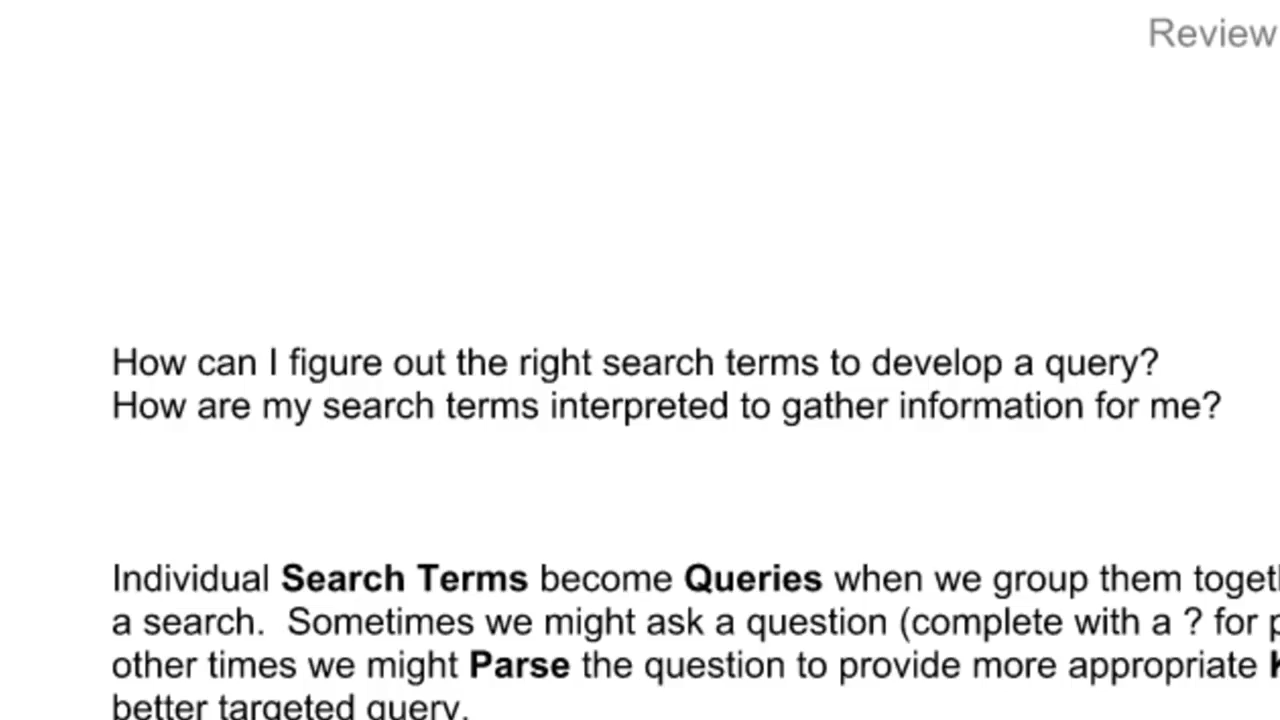 Review
How can I figure out the right search terms to develop a query?
How are my search terms interpreted to gather information for me?
Individual Search Terms become Queries when we group them
a search.  Sometimes we might ask a question (complete with a ? for
other times we might Parse the question to provide more appropriate
better targeted query.